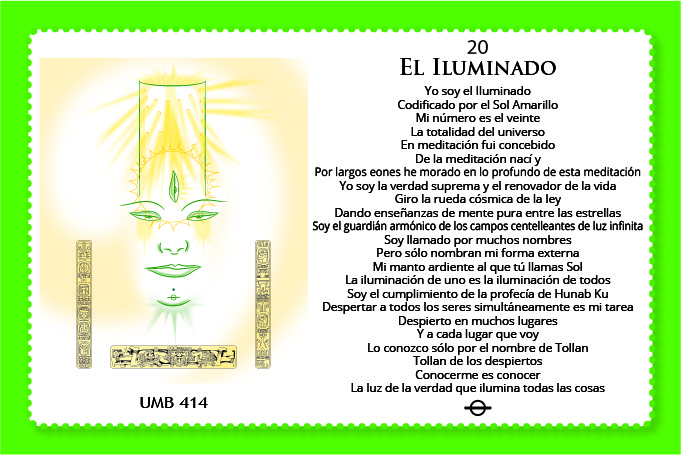 20
El Iluminado
Yo soy el Iluminado
Codificado por el Sol Amarillo
Mi número es el veinte
La totalidad del universo
En meditación fui concebido
De la meditación nací y
Por largos eones he morado en lo profundo de esta meditación
Yo soy la verdad suprema y el renovador de la vida
Giro la rueda cósmica de la ley
Dando enseñanzas de mente pura entre las estrellas
Soy el guardián armónico de los campos centelleantes de luz infinita
Soy llamado por muchos nombres
Pero sólo nombran mi forma externa
Mi manto ardiente al que tú llamas Sol
La iluminación de uno es la iluminación de todos
Soy el cumplimiento de la profecía de Hunab Ku
Despertar a todos los seres simultáneamente es mi tarea
Despierto en muchos lugares
Y a cada lugar que voy
Lo conozco sólo por el nombre de Tollan
Tollan de los despiertos
Conocerme es conocer
La luz de la verdad que ilumina todas las cosas
UMB 414